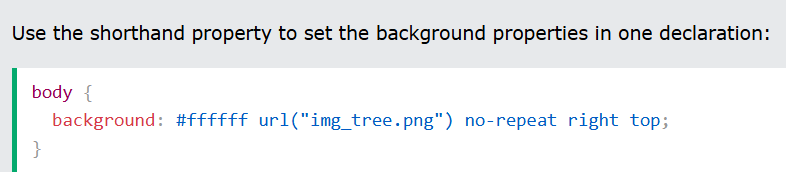 Use the shorthand property to set the background properties in one declaration:
body {
background: #ffffff url("img_tree.png") no-repeat right top;
}